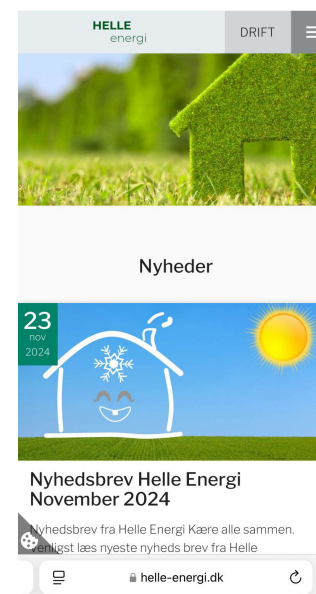 HELLE
energi
DRIFT
Nyheder
23
nov
2024
Nyhedsbrev Helle Energi
November 2024
Nyhedsbrev fra Helle Energi Kære alle sammen.
Venligst læs nyeste nyheds brev fra Helle
helle-energi.dk